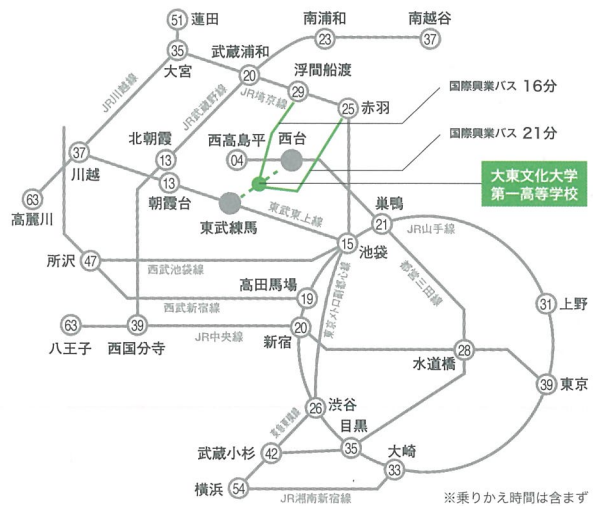 51 蓮田
35
大宮
南浦和
23
南越谷
37
武蔵浦和
20
浮間船渡
29
国際興業バス 16分
25 赤羽
JR川越線
JR武蔵野線
JR埼京線
国際興業バス 21分
北朝霞
13
西高島平
04
西台
37
川越
13
朝霞台
大東文化大学
第一高等学校
63
高麗川
東武練馬
東武東上線
巣鴨
21
JR山手線
15 池袋
所沢
47
西武池袋線
高田馬場
19
西武新宿線
東京メトロ副都心線
都営三田線
31 上野
63
八王子
39
西国分寺
JR中央線
20
新宿
28
水道橋
39 東京
26 渋谷
東急東横線
目黒
35
武蔵小杉
42
大崎
33
横浜
54
JR湘南新宿線
※乗りかえ時間は含まず